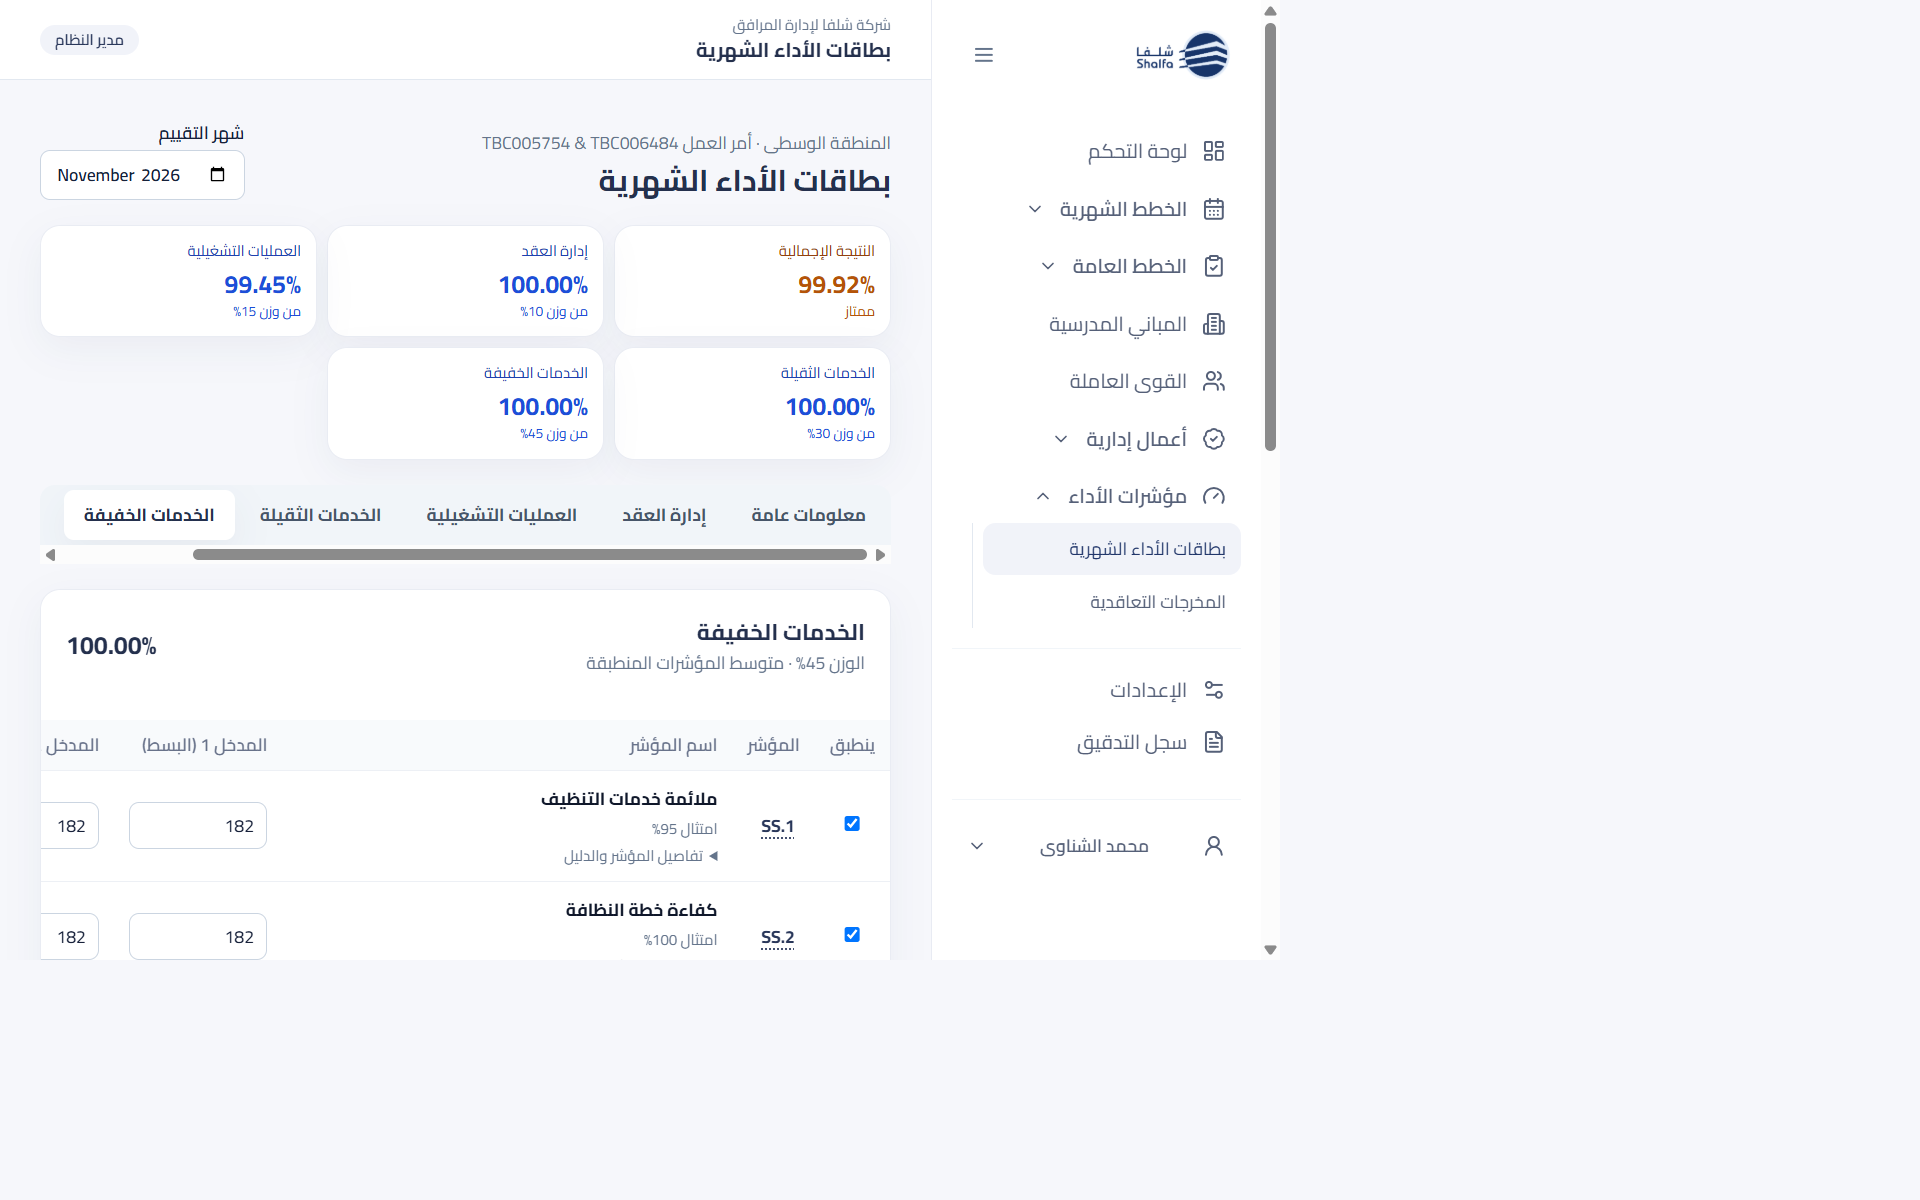 شلفا
Shalfa
لوحة التحكم
الخطط الشهرية
الخطط العامة
المباني المدرسية
القوى العاملة
أعمال إدارية
مؤشرات الأداء
بطاقات الأداء الشهرية
المخرجات التعاقدية
الإعدادات
سجل التدقيق
محمد الشناوى
شركة شلفا لإدارة المرافق
بطاقات الأداء الشهرية
مدير النظام
المنطقة الوسطى · أمر العمل TBC005754 & TBC006484
بطاقات الأداء الشهرية
شهر التقييم
November 2026
النتيجة الإجمالية
99.92%
ممتاز
إدارة العقد
100.00%
من وزن 10%
العمليات التشغيلية
99.45%
من وزن 15%
الخدمات الثقيلة
100.00%
من وزن 30%
الخدمات الخفيفة
100.00%
من وزن 45%
معلومات عامة
إدارة العقد
العمليات التشغيلية
الخدمات الثقيلة
الخدمات الخفيفة
الخدمات الخفيفة
الوزن 45% · متوسط المؤشرات المنطبقة
100.00%
ينطبق
المؤشر
اسم المؤشر
المدخل 1 (البسط)
المدخل
SS.1
ملائمة خدمات التنظيف
امتثال 95%
تفاصيل المؤشر والدليل
182
182
SS.2
كفاءة خطة النظافة
امتثال 100%
182
182